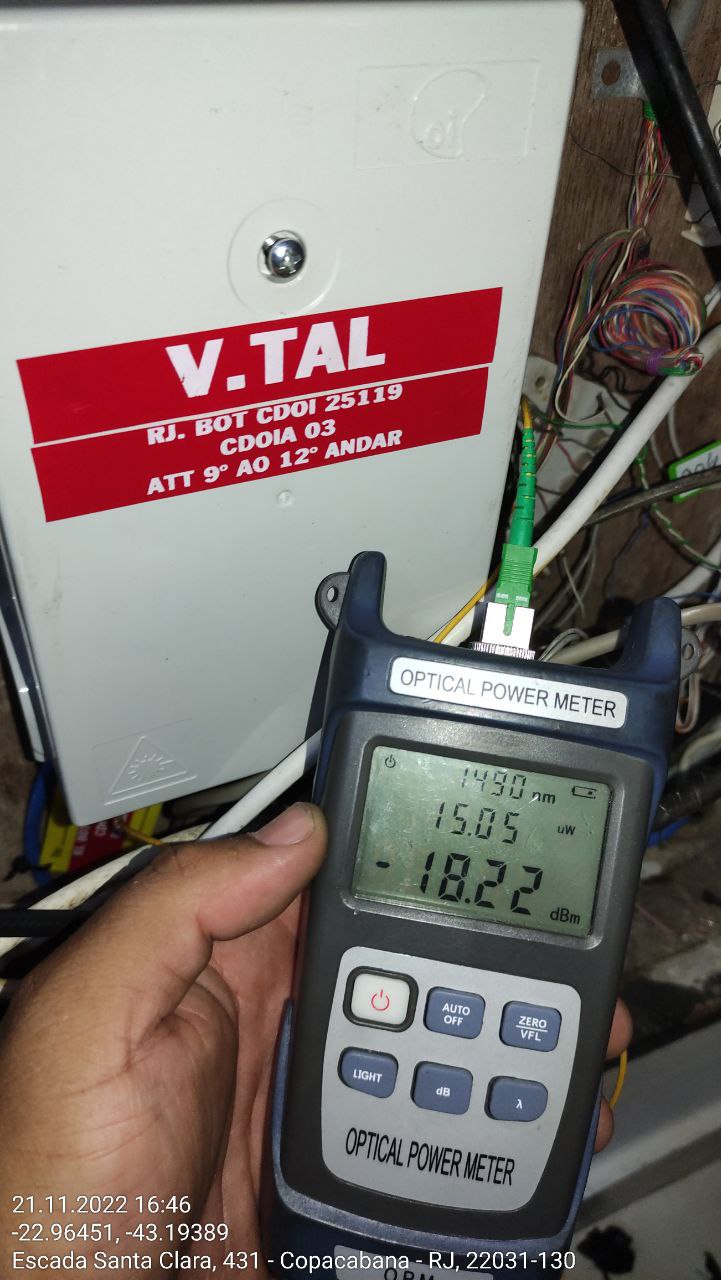 oi
V.TAL
RJ. BOT CDOI 25119
CDOIA 03
ATT 9° AO 12° ANDAR
OPTICAL POWER METER
1490 nm
15.05 uW
-18.22 dBm
AUTO OFF
ZERO VFL
LIGHT
dB
λ
OPTICAL POWER METER
21.11.2022 16:46
-22.96451, -43.19389
Escada Santa Clara, 431 - Copacabana - RJ, 22031-130